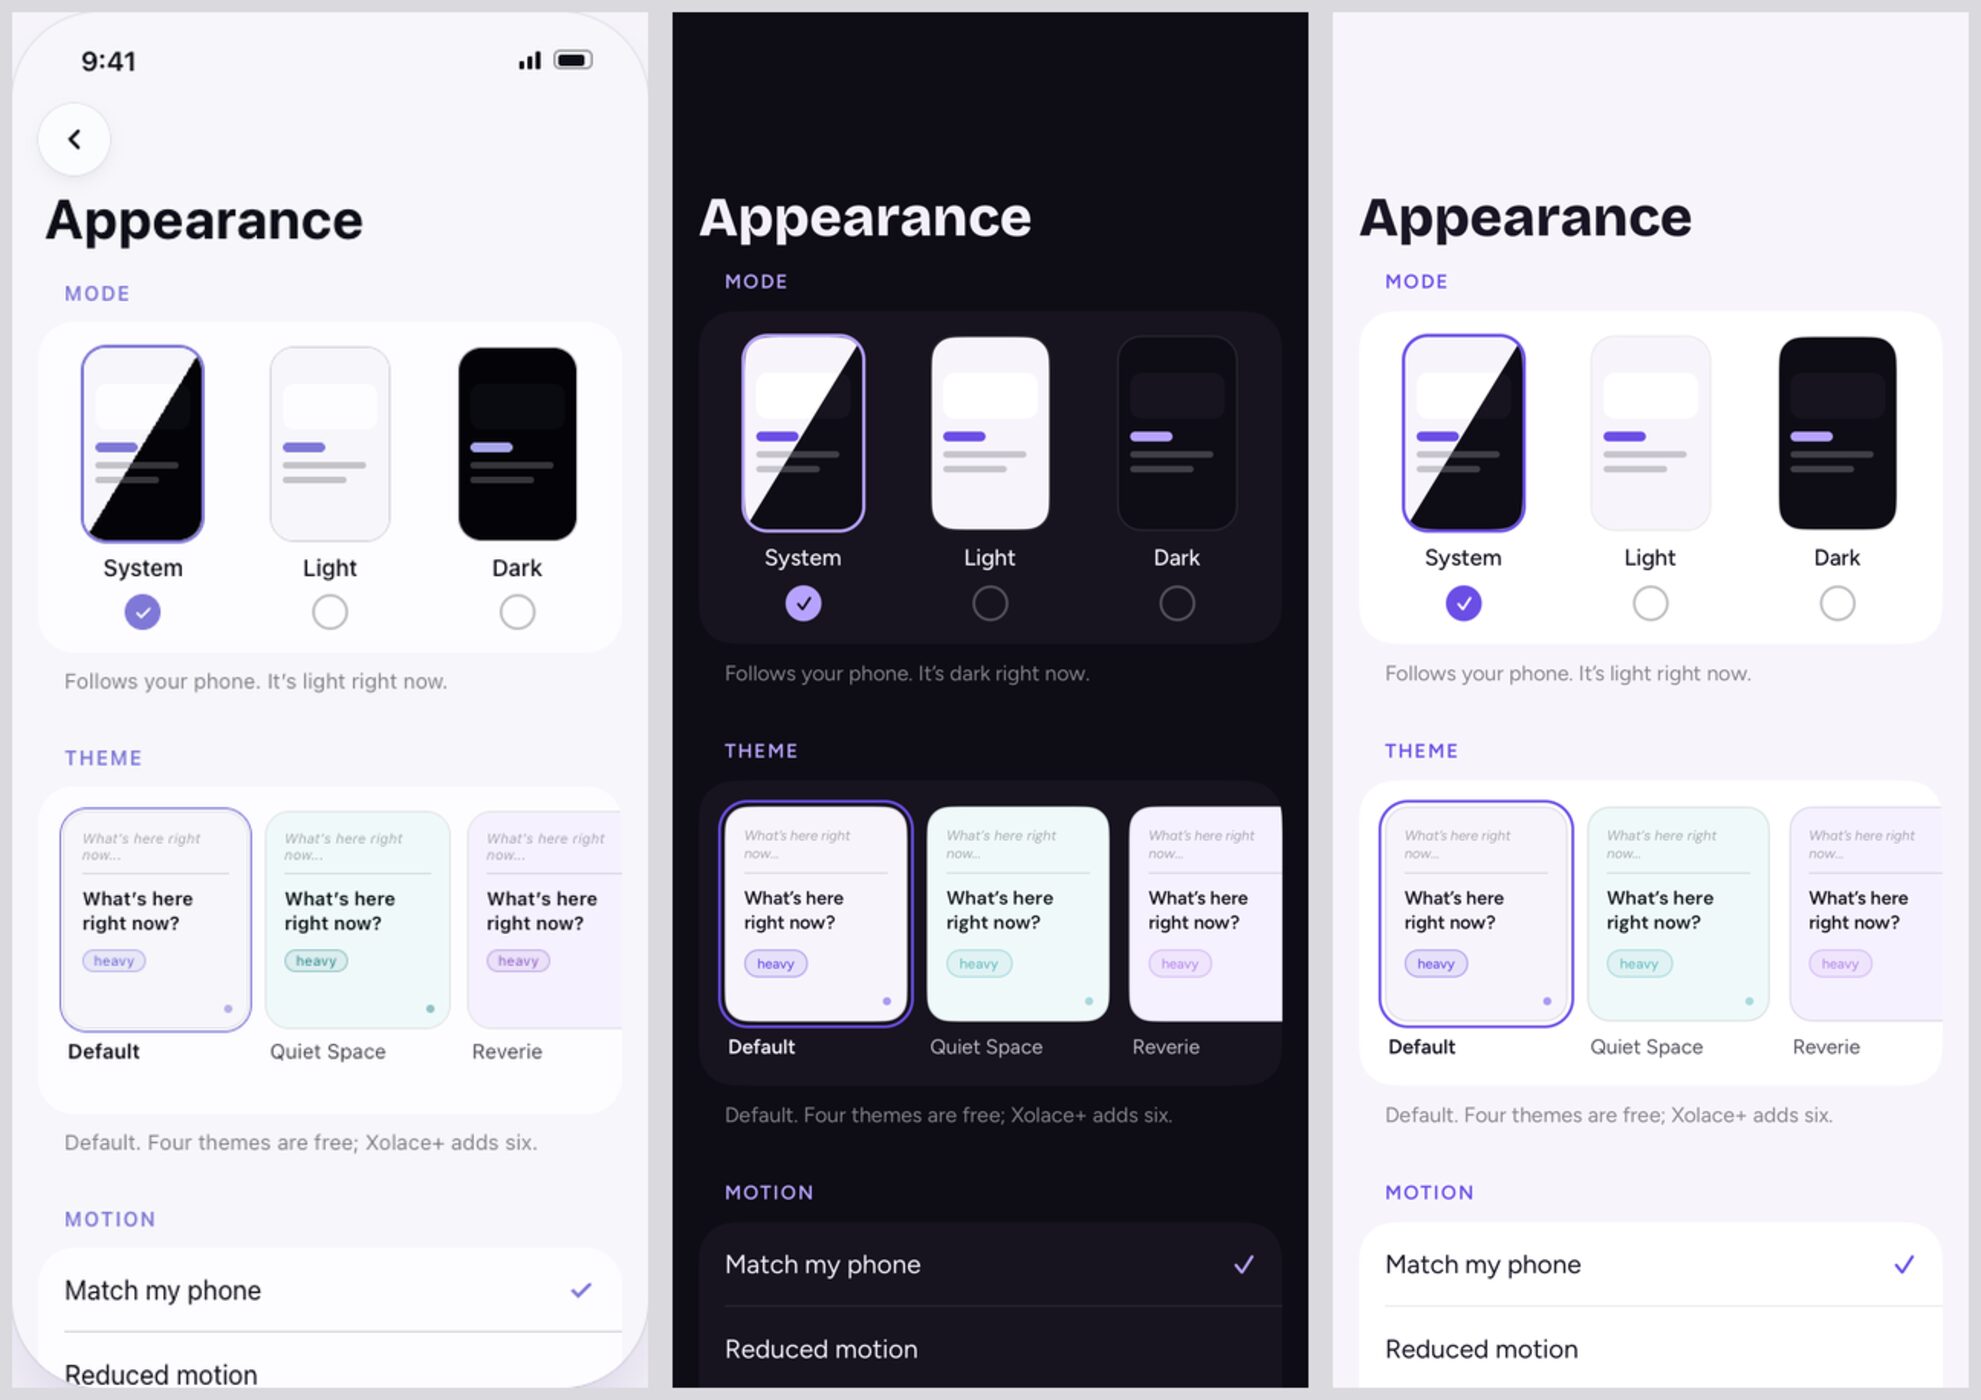 9:41
Appearance
MODE
System
Light
Dark
Follows your phone. It's light right now.
THEME
What's here right
now...
What's here
right now?
heavy
Default
What's here right
now...
What's here
right now?
heavy
Quiet Space
What's here right
now...
What's here
right now?
heavy
Reverie
Default. Four themes are free; Xolace+ adds six.
MOTION
Match my phone
Reduced motion
Appearance
MODE
System
Light
Dark
Follows your phone. It's dark right now.
THEME
What's here right
now...
What's here
right now?
heavy
Default
What's here right
now...
What's here
right now?
heavy
Quiet Space
What's here right
now...
What's here
right now?
heavy
Reverie
Default. Four themes are free; Xolace+ adds six.
MOTION
Match my phone
Reduced motion
Appearance
MODE
System
Light
Dark
Follows your phone. It's light right now.
THEME
What's here right
now...
What's here
right now?
heavy
Default
What's here right
now...
What's here
right now?
heavy
Quiet Space
What's here right
now...
What's here
right now?
heavy
Reverie
Default. Four themes are free; Xolace+ adds six.
MOTION
Match my phone
Reduced motion